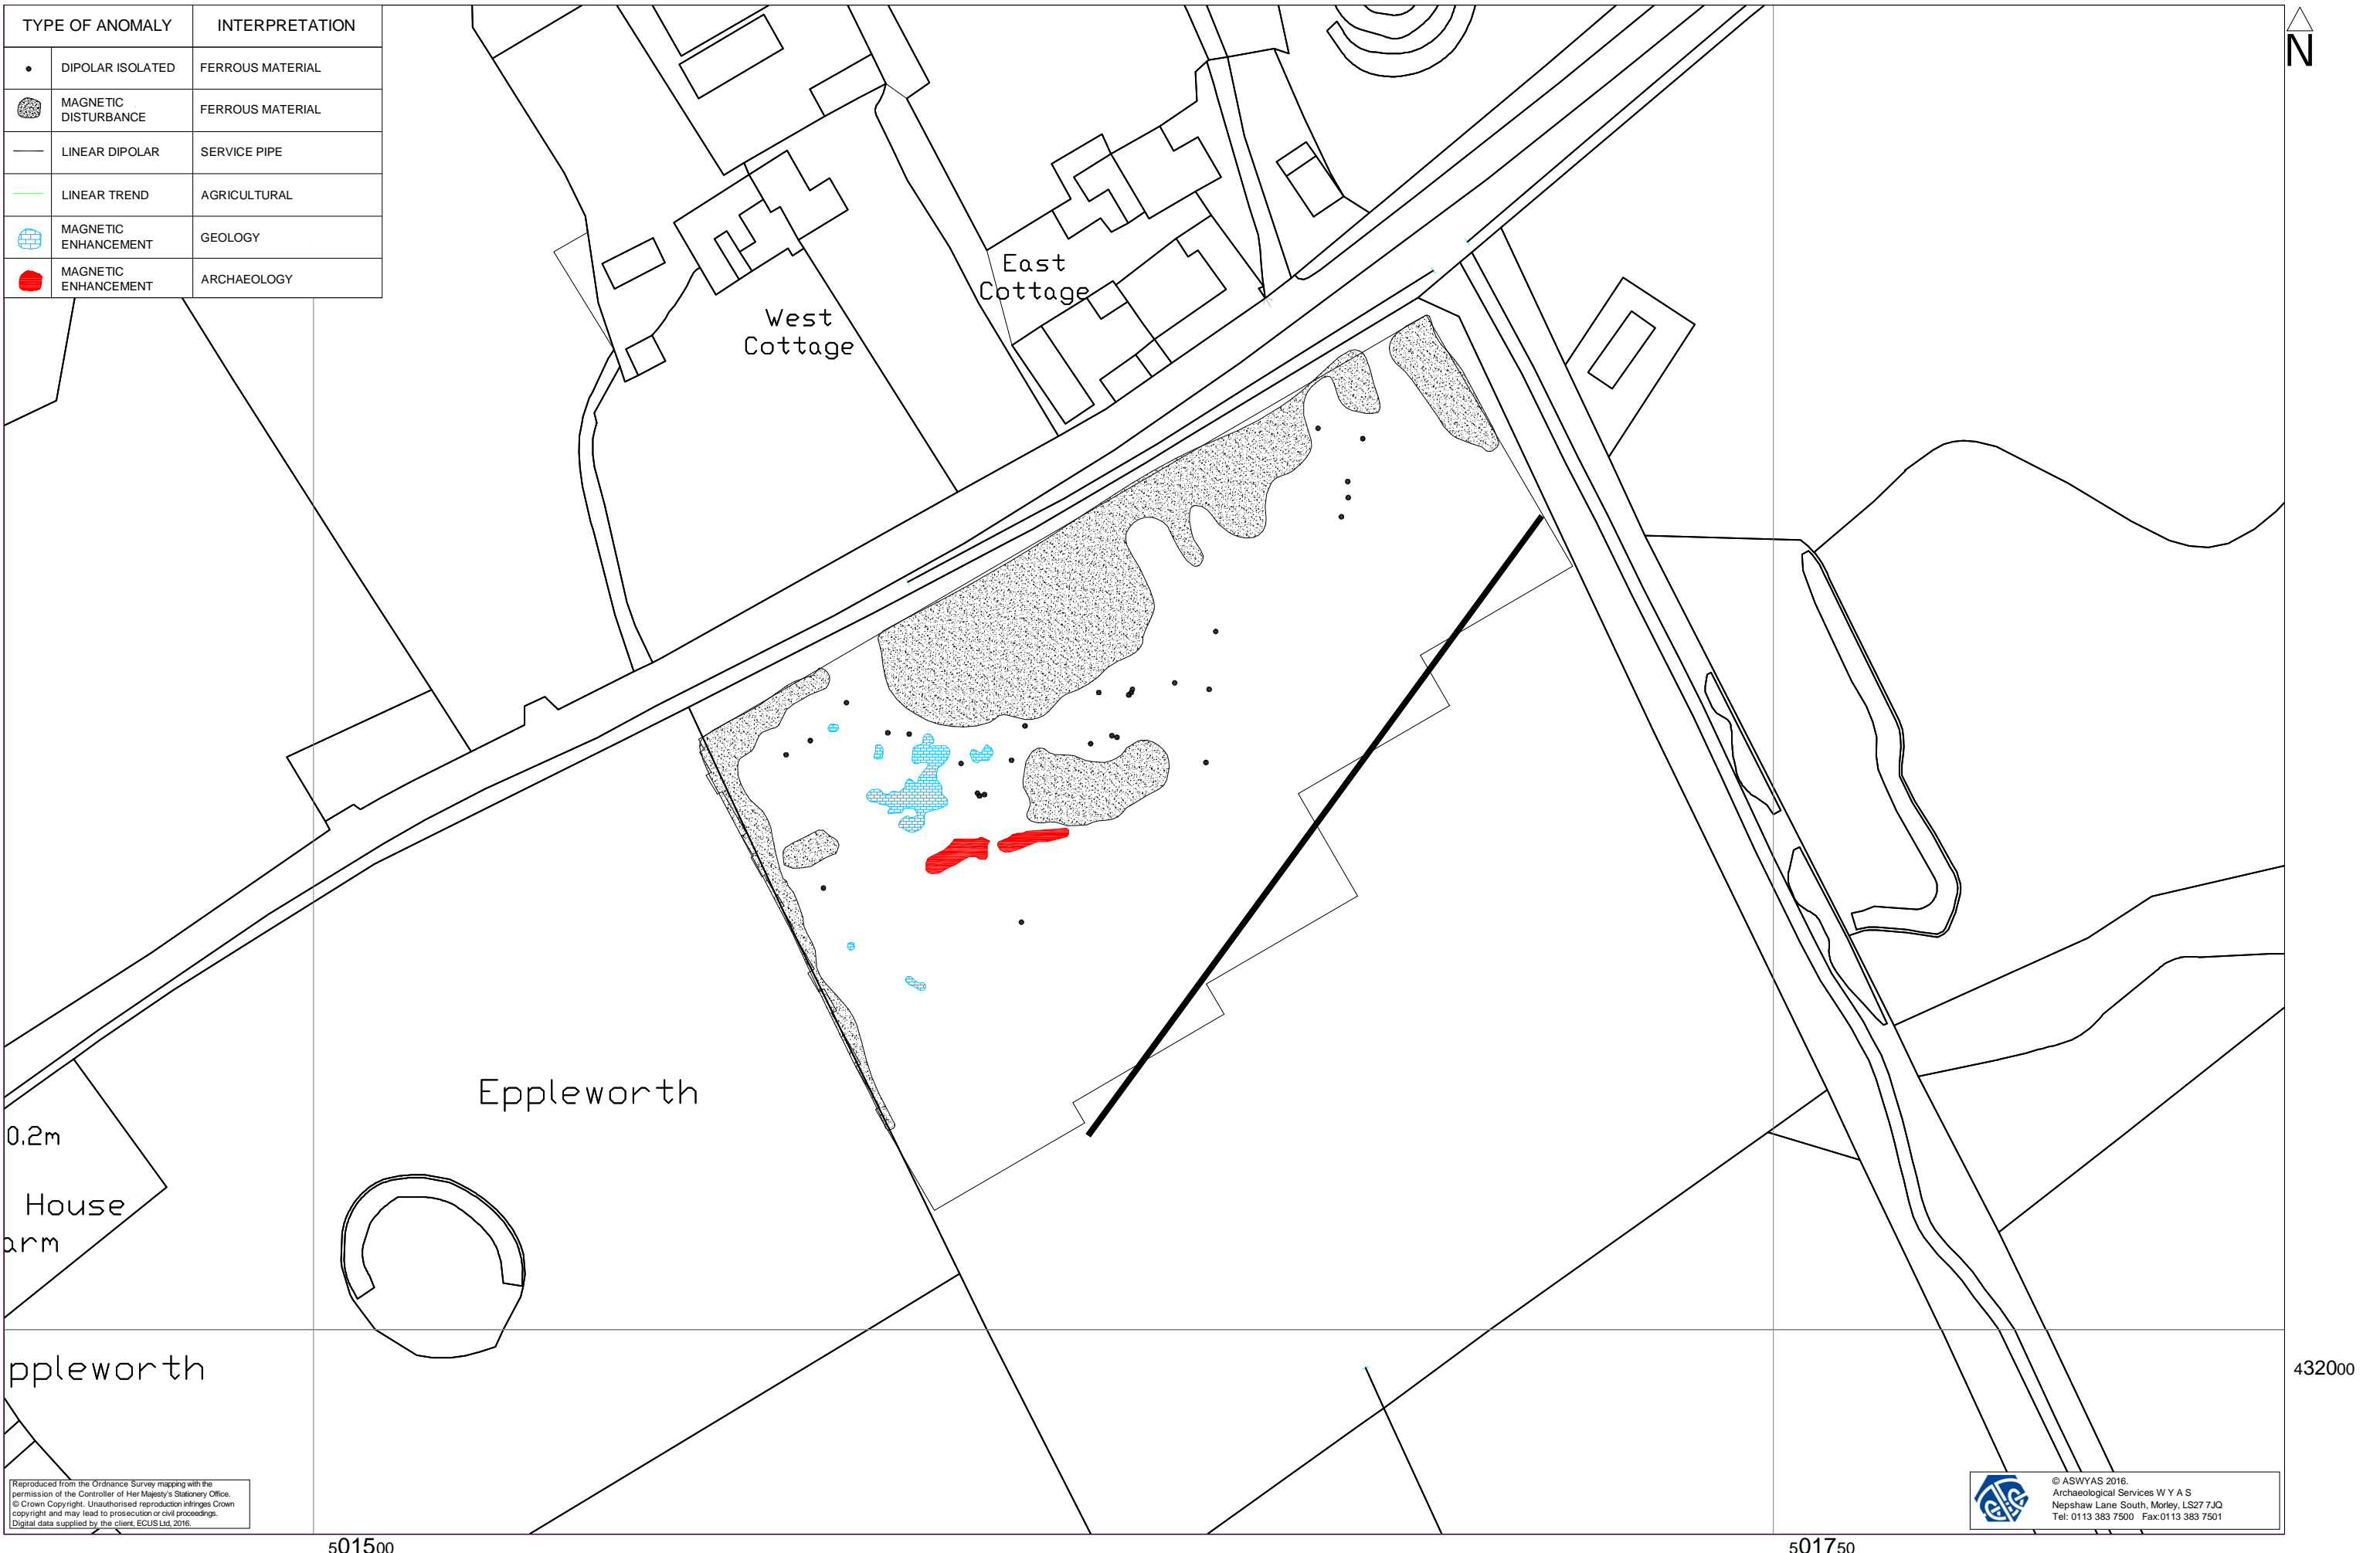 TYPE OF ANOMALY INTERPRETATION
DIPOLAR ISOLATED FERROUS MATERIAL
MAGNETIC
DISTURBANCE
FERROUS MATERIAL
LINEAR DIPOLAR SERVICE PIPE
LINEAR TREND AGRICULTURAL
MAGNETIC
ENHANCEMENT
GEOLOGY
MAGNETIC
ENHANCEMENT
ARCHAEOLOGY
N
East
Cottage
West
Cottage
Eppleworth
0.2m
House
arm
ppleworth
432000
Reproduced from the Ordnance Survey mapping with the
permission of the Controller of Her Majesty's Stationery Office.
© Crown Copyright. Unauthorised reproduction infringes Crown
copyright and may lead to prosecution or civil proceedings.
Digital data supplied by the client, ECUS Ltd, 2016.
© ASWYAS 2016.
Archaeological Services W Y A S
Nepshaw Lane South, Morley, LS27 7JQ
Tel: 0113 383 7500 Fax:0113 383 7501
501500
501750